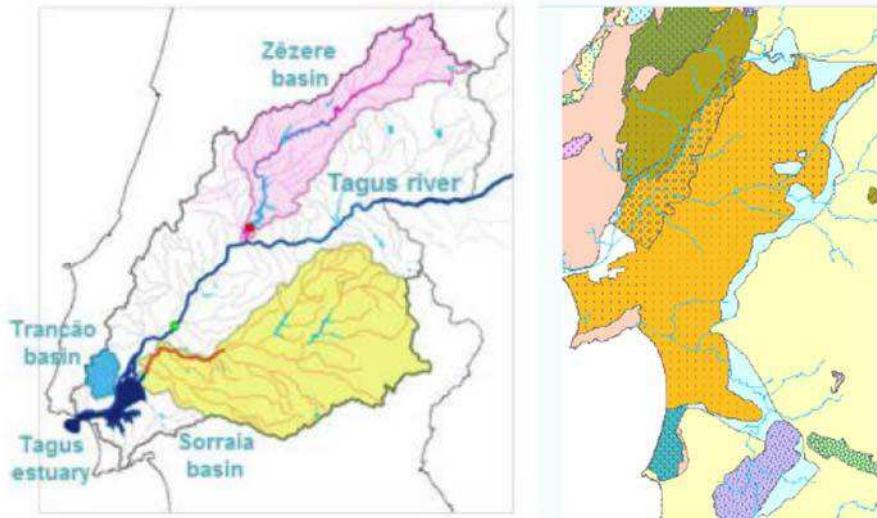 Zêzere
basin
Tagus river
Trancão
basin
Tagus
estuary
Sorraia
basin